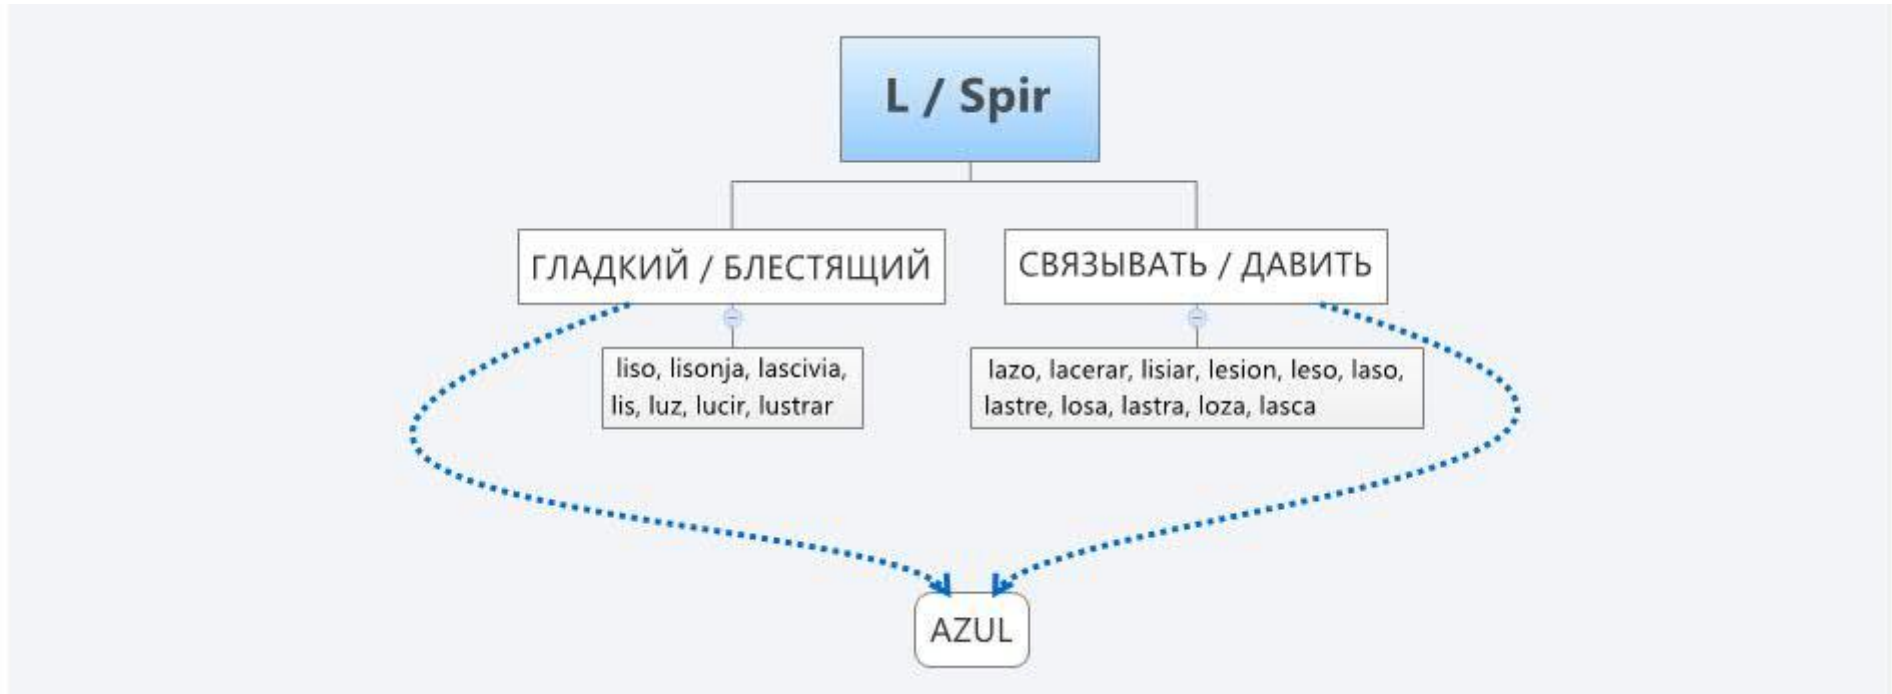 L / Spir
ГЛАДКИЙ / БЛЕСТЯЩИЙ
СВЯЗЫВАТЬ / ДАВИТЬ
liso, lisonja, lascivia,
lis, luz, lucir, lustrar
lazo, lacerar, lisiar, lesion, leso, laso,
lastre, losa, lastra, loza, lasca
AZUL